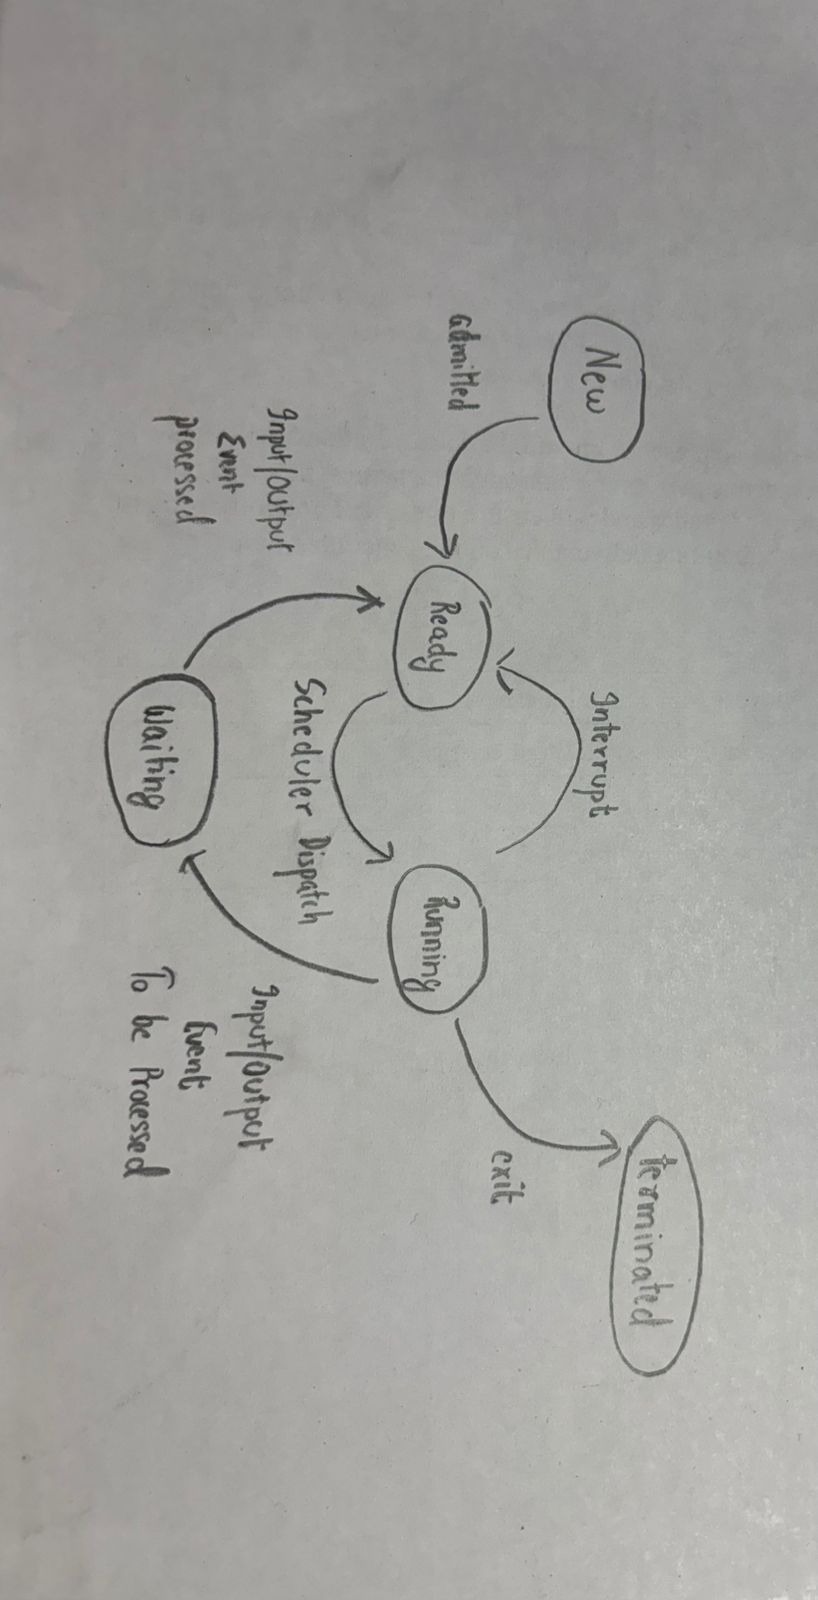 New
terminated
admitted
Interrupt
exit
Ready
Running
Input/output
Event
processed
Scheduler Dispatch
Input/output
Event
To be Processed
Waiting